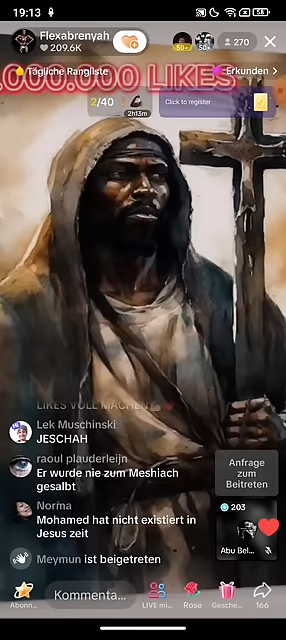 19:13
58
Flexabrenyah
209.6K
50+
50+
270
.000.000 LIKES
Tägliche Rangliste
Erkunden
2/40
2h13m
Click to register
LIKES VOLL MACHEN
Lek Muschinski
JESCHAH
raoul plauderleijn
Er wurde nie zum Meshiach
gesalbt
Norma
Mohamed hat nicht existiert in
Jesus zeit
Meymun ist beigetreten
Anfrage
zum
Beitreten
203
Abu Bel...
Kommenta...
Abonn...
LIVE mi...
Rose
Gesche...
166